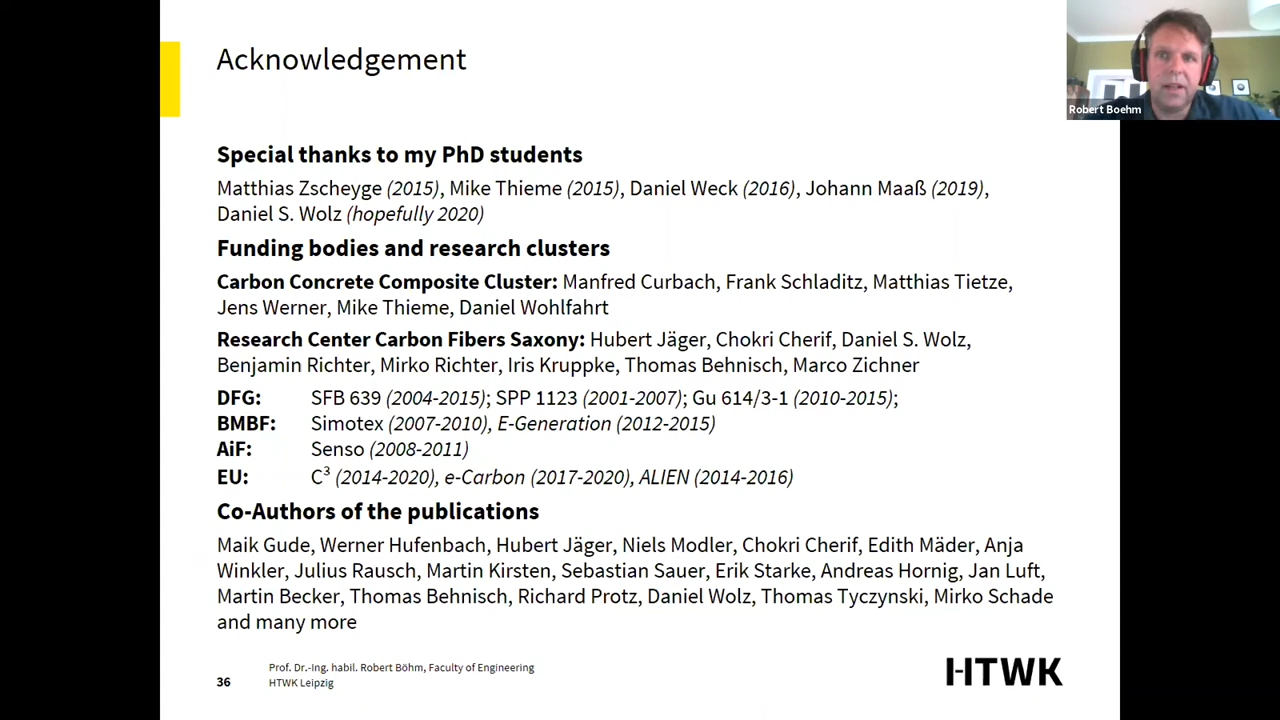 Acknowledgement
Robert Boehm
Special thanks to my PhD students
Matthias Zscheyge (2015), Mike Thieme (2015), Daniel Weck (2016), Johann Maaß (2019),
Daniel S. Wolz (hopefully 2020)
Funding bodies and research clusters
Carbon Concrete Composite Cluster: Manfred Curbach, Frank Schladitz, Matthias Tietze,
Jens Werner, Mike Thieme, Daniel Wohlfahrt
Research Center Carbon Fibers Saxony: Hubert Jäger, Chokri Cherif, Daniel S. Wolz,
Benjamin Richter, Mirko Richter, Iris Kruppke, Thomas Behnisch, Marco Zichner
DFG: SFB 639 (2004-2015); SPP 1123 (2001-2007); Gu 614/3-1 (2010-2015);
BMBF: Simotex (2007-2010), E-Generation (2012-2015)
AiF: Senso (2008-2011)
EU: C³ (2014-2020), e-Carbon (2017-2020), ALIEN (2014-2016)
Co-Authors of the publications
Maik Gude, Werner Hufenbach, Hubert Jäger, Niels Modler, Chokri Cherif, Edith Mäder, Anja
Winkler, Julius Rausch, Martin Kirsten, Sebastian Sauer, Erik Starke, Andreas Hornig, Jan Luft,
Martin Becker, Thomas Behnisch, Richard Protz, Daniel Wolz, Thomas Tyczynski, Mirko Schade
and many more
Prof. Dr.-Ing. habil. Robert Böhm, Faculty of Engineering
36 HTWK Leipzig
HTWK